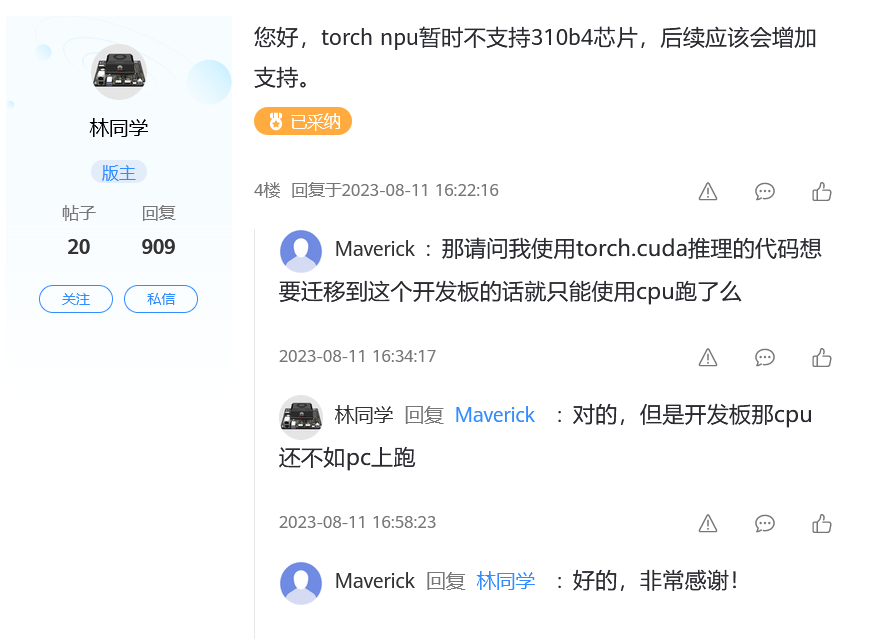 林同学
版主
帖子 回复
20 909
关注 私信
您好，torch npu暂时不支持310b4芯片，后续应该会增加
支持。
已采纳
4楼 回复于2023-08-11 16:22:16
Maverick ：那请问我使用torch.cuda推理的代码想
要迁移到这个开发板的话就只能使用cpu跑了么
2023-08-11 16:34:17
林同学 回复 Maverick ：对的，但是开发板那cpu
还不如pc上跑
2023-08-11 16:58:23
Maverick 回复 林同学 ：好的，非常感谢！